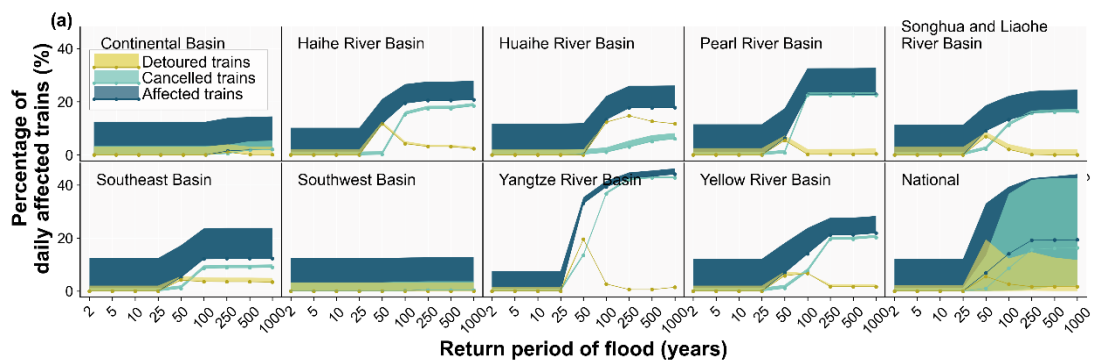 (a)
Continental Basin
Haihe River Basin
Huaihe River Basin
Pearl River Basin
Songhua and Liaohe
River Basin
Detoured trains
Cancelled trains
Affected trains
Percentage of
daily affected trains (%)
40
20
0
Southeast Basin
Southwest Basin
Yangtze River Basin
Yellow River Basin
National
40
20
0
2 5 10 25 50 100 250 500 1000
2 5 10 25 50 100 250 500 1000
2 5 10 25 50 100 250 500 1000
2 5 10 25 50 100 250 500 1000
2 5 10 25 50 100 250 500 1000
Return period of flood (years)